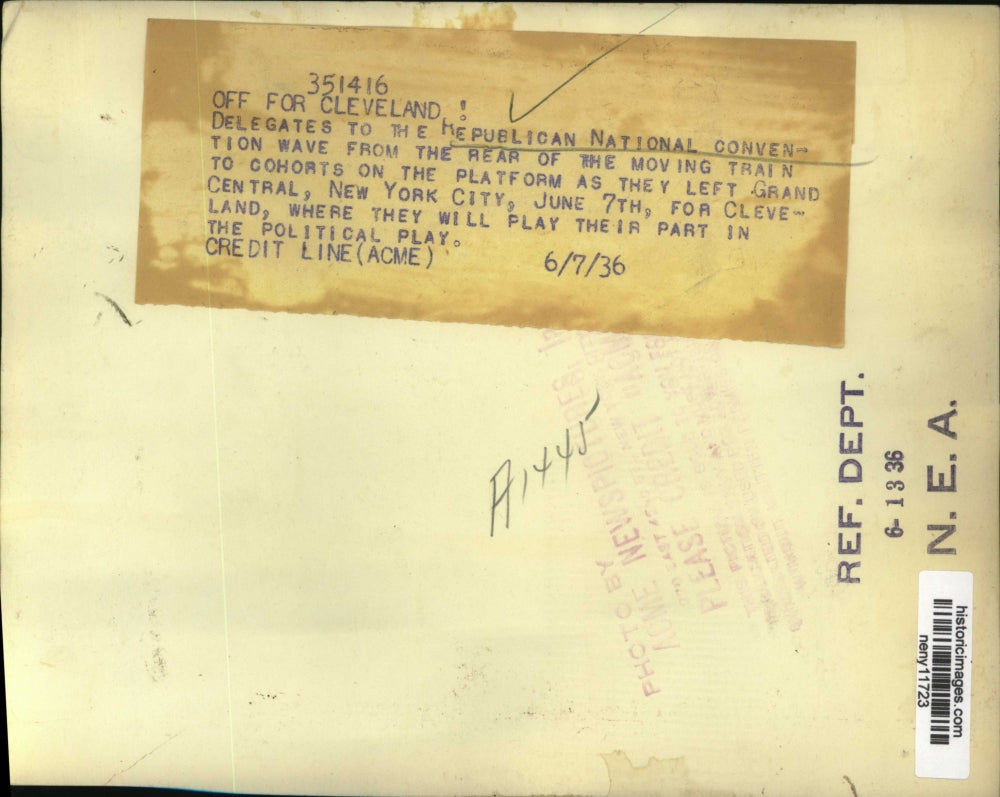 351416
OFF FOR CLEVELAND !
DELEGATES TO THE REPUBLICAN NATIONAL CONVEN-
TION WAVE FROM THE REAR OF THE MOVING TRAIN
TO COHORTS ON THE PLATFORM AS THEY LEFT GRAND
CENTRAL, NEW YORK CITY, JUNE 7TH, FOR CLEVE-
LAND, WHERE THEY WILL PLAY THEIR PART IN
THE POLITICAL PLAY.
CREDIT LINE(ACME) 6/7/36
A1445
PHOTO BY
ACME NEWSPICTURES
PLEASE CREDIT "ACME
REF. DEPT.
6-1336
N. E. A.
historicimages.com
neny11723